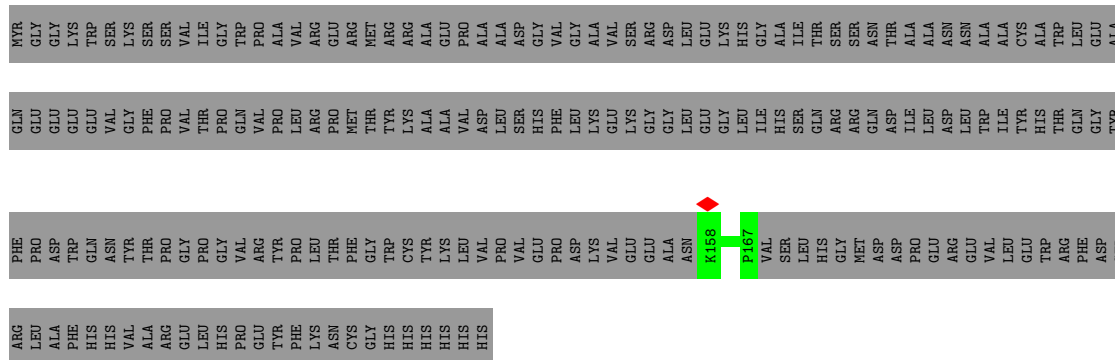 MYR GLY GLY LYS TRP SER LYS SER SER VAL ILE GLY TRP PRO ALA VAL ARG GLU ARG MET ARG ARG ALA GLU PRO ALA ALA ASP GLY VAL GLY ALA VAL SER ARG ASP LEU GLU LYS HIS GLY ALA ILE THR SER SER ASN THR ALA ALA ASN ASN ALA ALA CYS ALA TRP LEU GLU ALA
GLN GLU GLU GLU GLU VAL GLY PHE PRO VAL THR PRO GLN VAL PRO LEU ARG PRO MET THR TYR LYS ALA ALA VAL ASP LEU SER HIS PHE LEU LYS GLU LYS GLY GLY LEU GLU GLY LEU ILE HIS SER GLN ARG ARG GLN ASP ILE LEU ASP LEU TRP ILE TYR HIS THR GLN GLY TYR
PHE PRO ASP TRP GLN ASN TYR THR PRO GLY PRO GLY VAL ARG TYR PRO LEU THR PHE GLY TRP CYS TYR LYS LEU VAL PRO VAL GLU PRO ASP LYS VAL GLU GLU ALA ASN K158 P167 VAL SER LEU HIS GLY MET ASP ASP PRO GLU ARG GLU VAL LEU GLU TRP ARG PHE ASP
ARG LEU ALA PHE HIS HIS VAL ALA ARG GLU LEU HIS PRO GLU TYR PHE LYS ASN CYS GLY HIS HIS HIS HIS HIS HIS